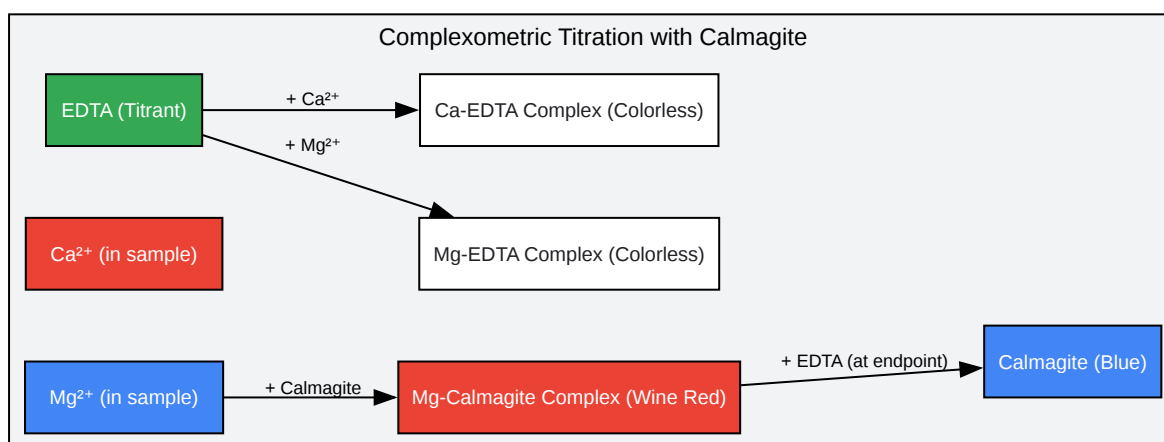 Complexometric Titration with Calmagite
EDTA (Titrant)
+ Ca²⁺
Ca-EDTA Complex (Colorless)
+ Mg²⁺
Ca²⁺ (in sample)
Mg-EDTA Complex (Colorless)
Mg²⁺ (in sample)
+ Calmagite
Mg-Calmagite Complex (Wine Red)
+ EDTA (at endpoint)
Calmagite (Blue)